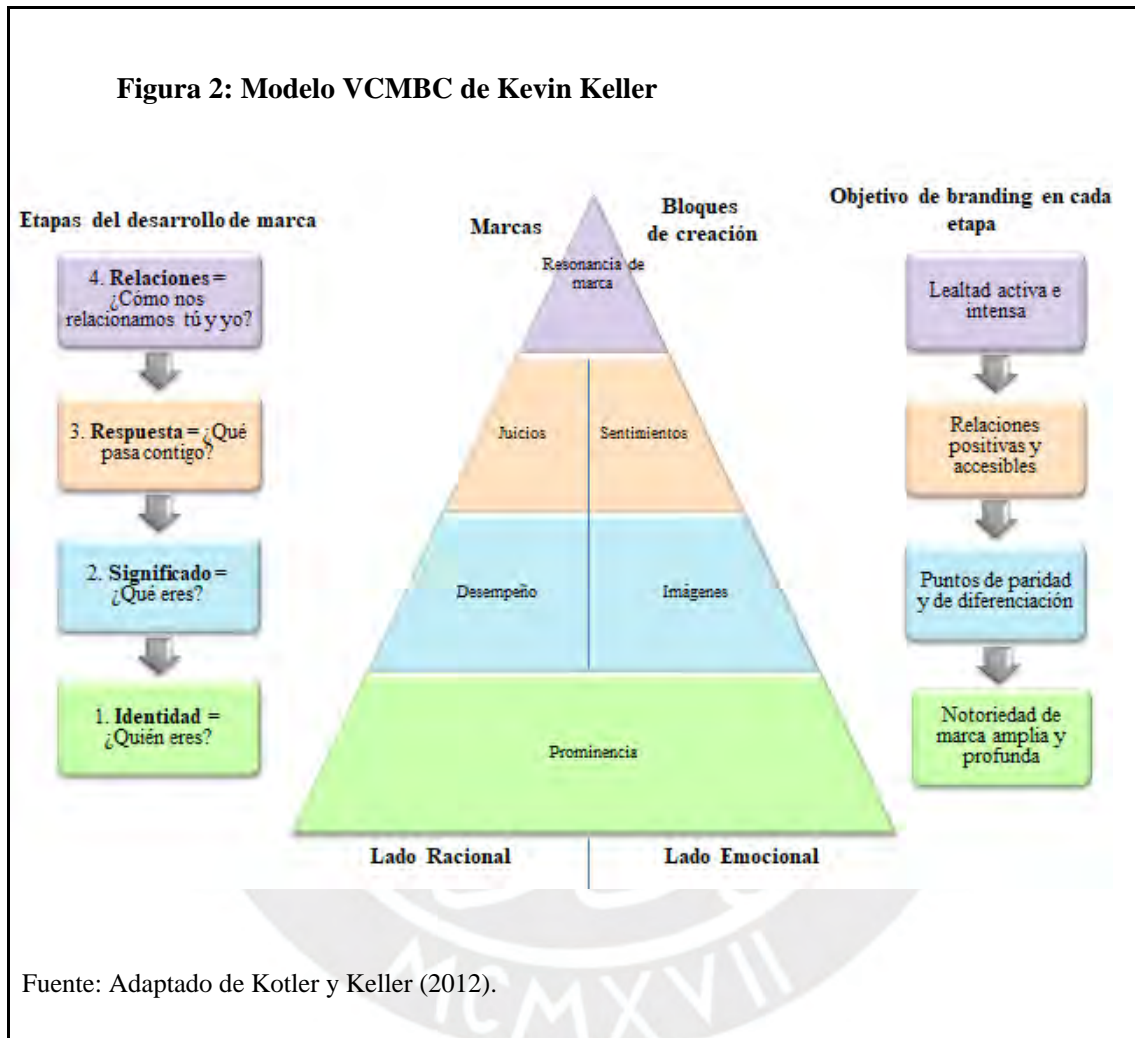 Figura 2: Modelo VCMBC de Kevin Keller
Etapas del desarrollo de marca
4. Relaciones =
¿Cómo nos
relacionamos tú y yo?
3. Respuesta = ¿Qué
pasa contigo?
2. Significado =
¿Qué eres?
1. Identidad =
¿Quién eres?
Marcas
Bloques
de creación
Resonancia de
marca
Juicios
Sentimientos
Desempeño
Imágenes
Prominencia
Lado Racional
Lado Emocional
Objetivo de branding en cada
etapa
Lealtad activa e
intensa
Relaciones
positivas y
accesibles
Puntos de paridad
y de diferenciación
Notoriedad de
marca amplia y
profunda
MCMXVII
Fuente: Adaptado de Kotler y Keller (2012).